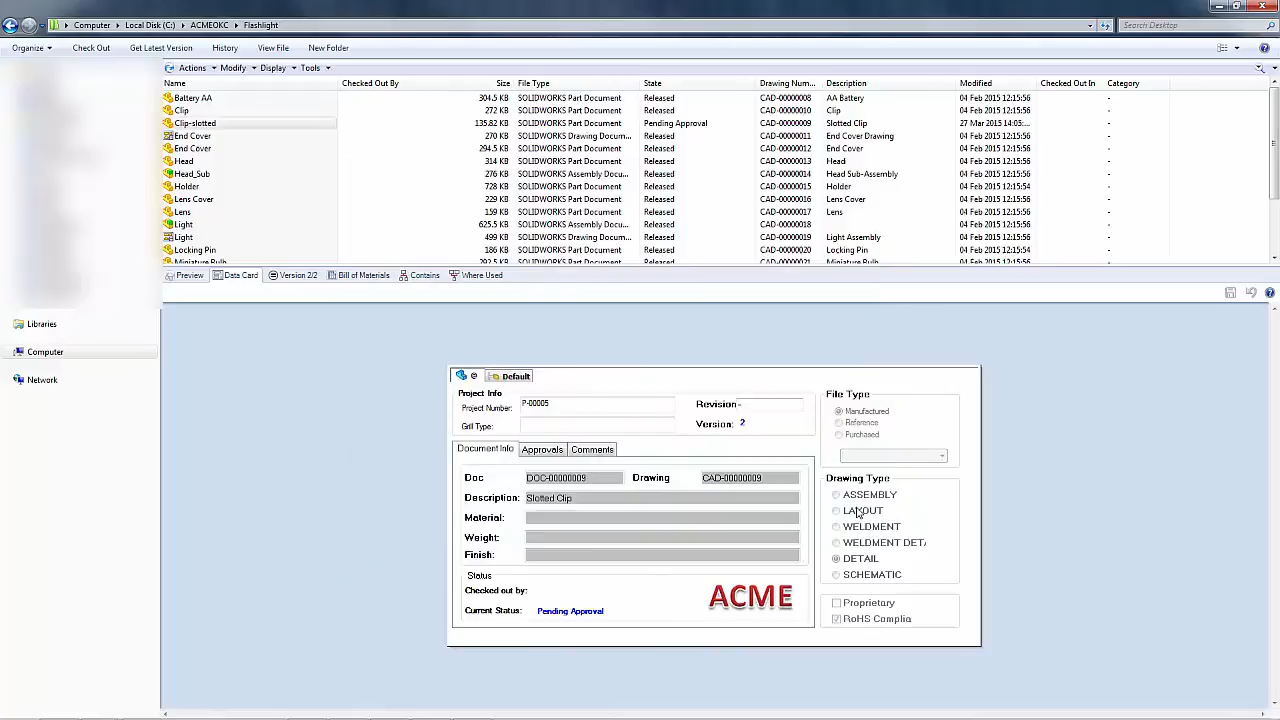 Computer ▸ Local Disk (C:) ▸ ACMEOKC ▸ Flashlight
Search Desktop
Organize Check Out Get Latest Version History View File New Folder
Actions Modify Display Tools
Name Checked Out By Size File Type State Drawing Num... Description Modified Checked Out In Category
Battery AA 304.5 KB SOLIDWORKS Part Document Released CAD-00000008 AA Battery 04 Feb 2015 12:15:56 -
Clip 272 KB SOLIDWORKS Part Document Released CAD-00000010 Clip 04 Feb 2015 12:15:56 -
Clip-slotted 135.82 KB SOLIDWORKS Part Document Pending Approval CAD-00000009 Slotted Clip 27 Mar 2015 14:05:... -
End Cover 270 KB SOLIDWORKS Drawing Docum... Released CAD-00000011 End Cover Drawing 04 Feb 2015 12:15:56 -
End Cover 294.5 KB SOLIDWORKS Part Document Released CAD-00000012 End Cover 04 Feb 2015 12:15:56 -
Head 314 KB SOLIDWORKS Part Document Released CAD-00000013 Head 04 Feb 2015 12:15:56 -
Head_Sub 276 KB SOLIDWORKS Assembly Docu... Released CAD-00000014 Head Sub-Assembly 04 Feb 2015 12:15:56 -
Holder 728 KB SOLIDWORKS Part Document Released CAD-00000015 Holder 04 Feb 2015 12:15:54 -
Lens Cover 229 KB SOLIDWORKS Part Document Released CAD-00000016 Lens Cover 04 Feb 2015 12:15:56 -
Lens 159 KB SOLIDWORKS Part Document Released CAD-00000017 Lens 04 Feb 2015 12:15:56 -
Light 625.5 KB SOLIDWORKS Assembly Docu... Released CAD-00000018 04 Feb 2015 12:15:56 -
Light 499 KB SOLIDWORKS Drawing Docum... Released CAD-00000019 Light Assembly 04 Feb 2015 12:15:56 -
Locking Pin 186 KB SOLIDWORKS Part Document Released CAD-00000020 Locking Pin 04 Feb 2015 12:15:54 -
Miniature Bulb 292.5 KB SOLIDWORKS Part Document Released CAD-00000021 Miniature Bulb 04 Feb 2015 12:15:56 -
Preview Data Card Version 2/2 Bill of Materials Contains Where Used
Libraries
Computer
Network
Default
Project Info
Project Number: P-00005
Grill Type:
Revision -
Version: 2
Document Info Approvals Comments
Doc DOC-00000009 Drawing CAD-00000009
Description: Slotted Clip
Material:
Weight:
Finish:
Status
Checked out by:
Current Status: Pending Approval
ACME
File Type
Manufactured
Reference
Purchased
Drawing Type
ASSEMBLY
LAYOUT
WELDMENT
WELDMENT DETA
DETAIL
SCHEMATIC
Proprietary
RoHS Complia